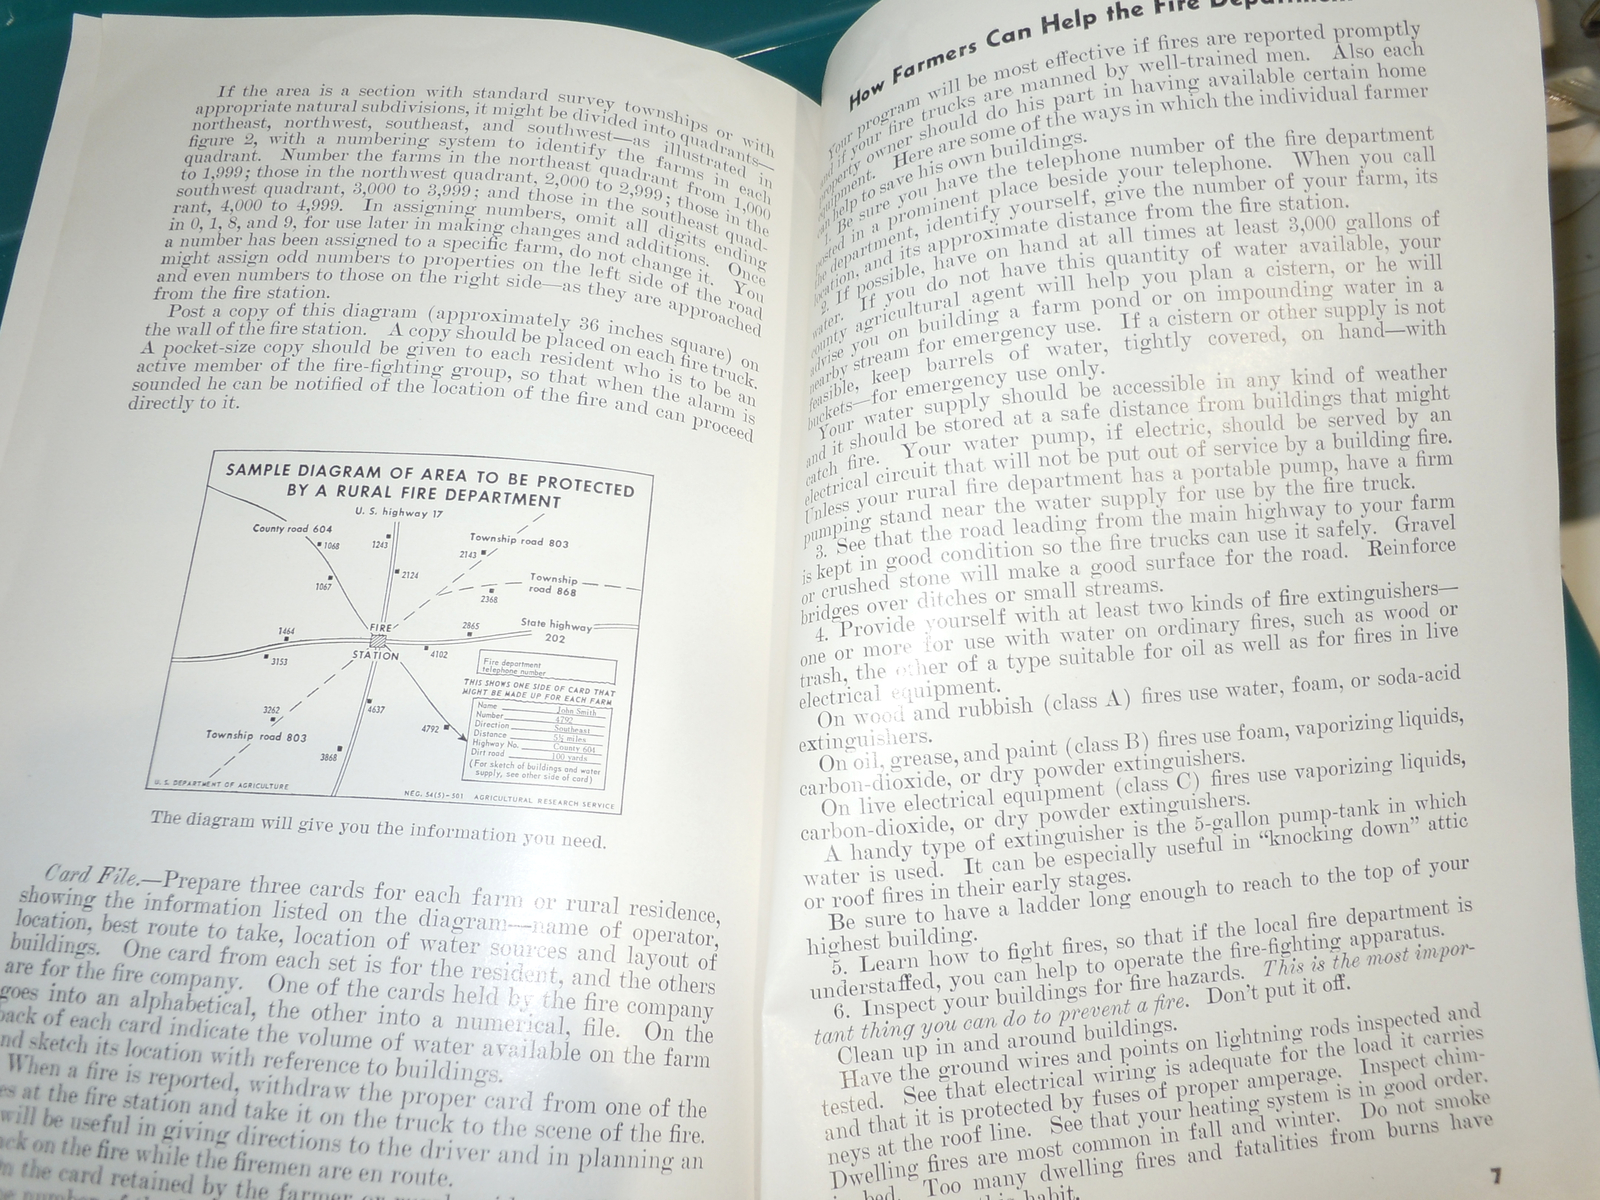 If the area is a section with standard survey townships or with
appropriate natural subdivisions, it might be divided into quadrants—
northeast, northwest, southeast, and southwest—as illustrated in
figure 2, with a numbering system to identify the farms in each
quadrant. Number the farms in the northeast quadrant from 1,000
to 1,999; those in the northwest quadrant, 2,000 to 2,999; those in the
southwest quadrant, 3,000 to 3,999; and those in the southeast quad-
rant, 4,000 to 4,999. In assigning numbers, omit all digits ending
in 0, 1, 8, and 9, for use later in making changes and additions. Once
a number has been assigned to a specific farm, do not change it. You
might assign odd numbers to properties on the left side of the road
and even numbers to those on the right side—as they are approached
from the fire station.
Post a copy of this diagram (approximately 36 inches square) on
the wall of the fire station. A copy should be placed on each fire truck.
A pocket-size copy should be given to each resident who is to be an
active member of the fire-fighting group, so that when the alarm is
sounded he can be notified of the location of the fire and can proceed
directly to it.
SAMPLE DIAGRAM OF AREA TO BE PROTECTED
BY A RURAL FIRE DEPARTMENT
U. S. highway 17
County road 604
1068
1243
Township road 803
2143
1067
2124
Township
road 868
2368
1464
FIRE
2865
State highway
202
3153
STATION
4102
Fire department
telephone number
THIS SHOWS ONE SIDE OF CARD THAT
MIGHT BE MADE UP FOR EACH FARM
Name John Smith
Number 4792
Direction Southeast
Distance 5½ miles
Highway No. County 604
Dirt road 100 yards
(For sketch of buildings and water
supply, see other side of card)
3262
4637
4792
Township road 803
3868
U. S. DEPARTMENT OF AGRICULTURE
NEG. 54(5)-501 AGRICULTURAL RESEARCH SERVICE
The diagram will give you the information you need.
Card File.—Prepare three cards for each farm or rural residence,
showing the information listed on the diagram—name of operator,
location, best route to take, location of water sources and layout of
buildings. One card from each set is for the resident, and the others
are for the fire company. One of the cards held by the fire company
goes into an alphabetical, the other into a numerical, file. On the
back of each card indicate the volume of water available on the farm
and sketch its location with reference to buildings.
When a fire is reported, withdraw the proper card from one of the
es at the fire station and take it on the truck to the scene of the fire.
will be useful in giving directions to the driver and in planning an
ack on the fire while the firemen are en route.
n the card retained by the farmer or
How Farmers Can Help the Fire Department
Your program will be most effective if fires are reported promptly
and if your fire trucks are manned by well-trained men. Also each
property owner should do his part in having available certain home
equipment. Here are some of the ways in which the individual farmer
can help to save his own buildings.
1. Be sure you have the telephone number of the fire department
posted in a prominent place beside your telephone. When you call
the department, identify yourself, give the number of your farm, its
location, and its approximate distance from the fire station.
2. If possible, have on hand at all times at least 3,000 gallons of
water. If you do not have this quantity of water available, your
county agricultural agent will help you plan a cistern, or he will
advise you on building a farm pond or on impounding water in a
nearby stream for emergency use. If a cistern or other supply is not
feasible, keep barrels of water, tightly covered, on hand—with
buckets—for emergency use only.
Your water supply should be accessible in any kind of weather
and it should be stored at a safe distance from buildings that might
catch fire. Your water pump, if electric, should be served by an
electrical circuit that will not be put out of service by a building fire.
Unless your rural fire department has a portable pump, have a firm
pumping stand near the water supply for use by the fire truck.
3. See that the road leading from the main highway to your farm
is kept in good condition so the fire trucks can use it safely. Gravel
or crushed stone will make a good surface for the road. Reinforce
bridges over ditches or small streams.
4. Provide yourself with at least two kinds of fire extinguishers—
one or more for use with water on ordinary fires, such as wood or
trash, the other of a type suitable for oil as well as for fires in live
electrical equipment.
On wood and rubbish (class A) fires use water, foam, or soda-acid
extinguishers.
On oil, grease, and paint (class B) fires use foam, vaporizing liquids,
carbon-dioxide, or dry powder extinguishers.
On live electrical equipment (class C) fires use vaporizing liquids,
carbon-dioxide, or dry powder extinguishers.
A handy type of extinguisher is the 5-gallon pump-tank in which
water is used. It can be especially useful in “knocking down” attic
or roof fires in their early stages.
Be sure to have a ladder long enough to reach to the top of your
highest building.
5. Learn how to fight fires, so that if the local fire department is
understaffed, you can help to operate the fire-fighting apparatus.
6. Inspect your buildings for fire hazards. This is the most impor-
tant thing you can do to prevent a fire. Don't put it off.
Clean up in and around buildings.
Have the ground wires and points on lightning rods inspected and
tested. See that electrical wiring is adequate for the load it carries
and that it is protected by fuses of proper amperage. Inspect chim-
neys at the roof line. See that your heating system is in good order.
Dwelling fires are most common in fall and winter. Do not smoke
in bed. Too many dwelling fires and fatalities from burns have
this habit.
7